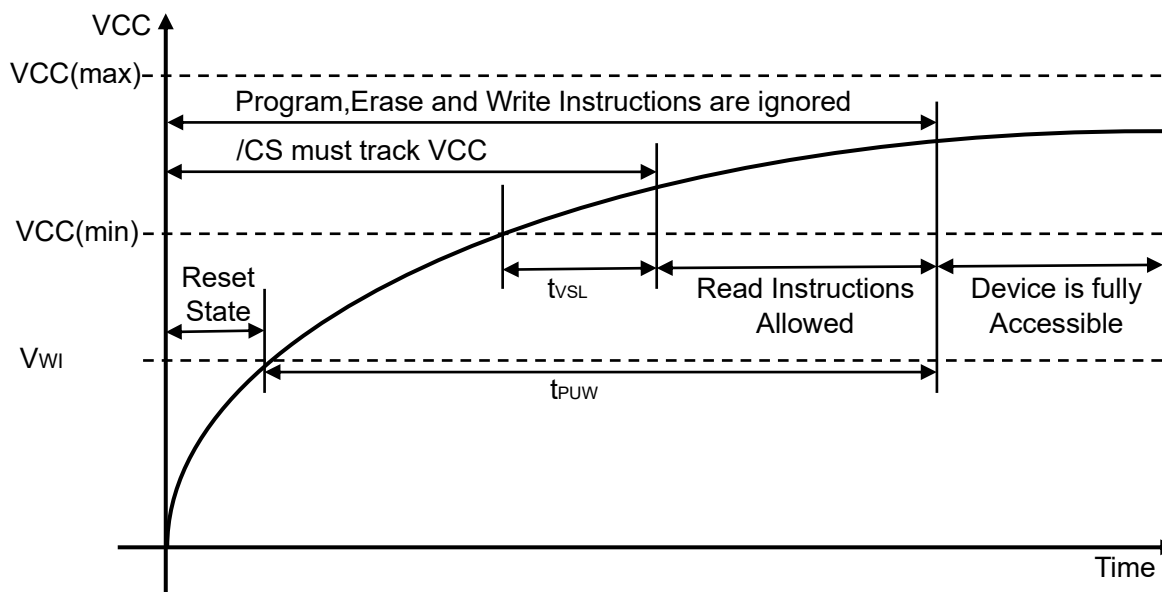 VCC
VCC(max)
Program,Erase and Write Instructions are ignored
/CS must track VCC
VCC(min)
Reset
State
tVSL
Read Instructions
Allowed
Device is fully
Accessible
VWI
tPUW
Time